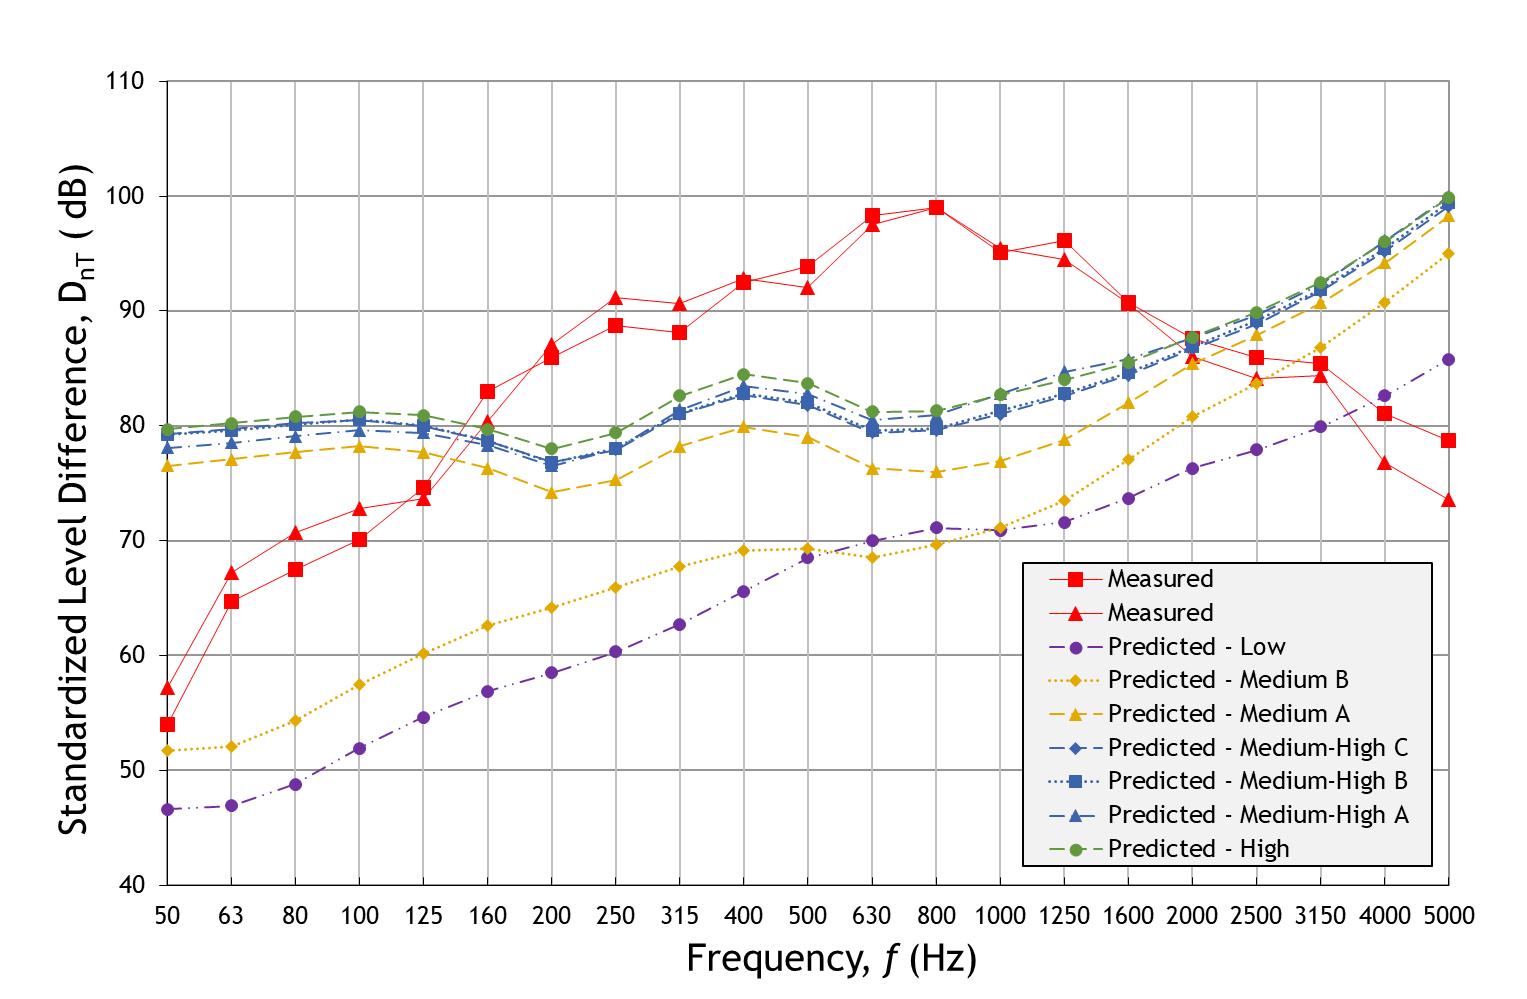 110
100
90
80
70
60
50
40
Standardized Level Difference, DnT ( dB)
Measured
Measured
Predicted - Low
Predicted - Medium B
Predicted - Medium A
Predicted - Medium-High C
Predicted - Medium-High B
Predicted - Medium-High A
Predicted - High
50 63 80 100 125 160 200 250 315 400 500 630 800 1000 1250 1600 2000 2500 3150 4000 5000
Frequency, f (Hz)